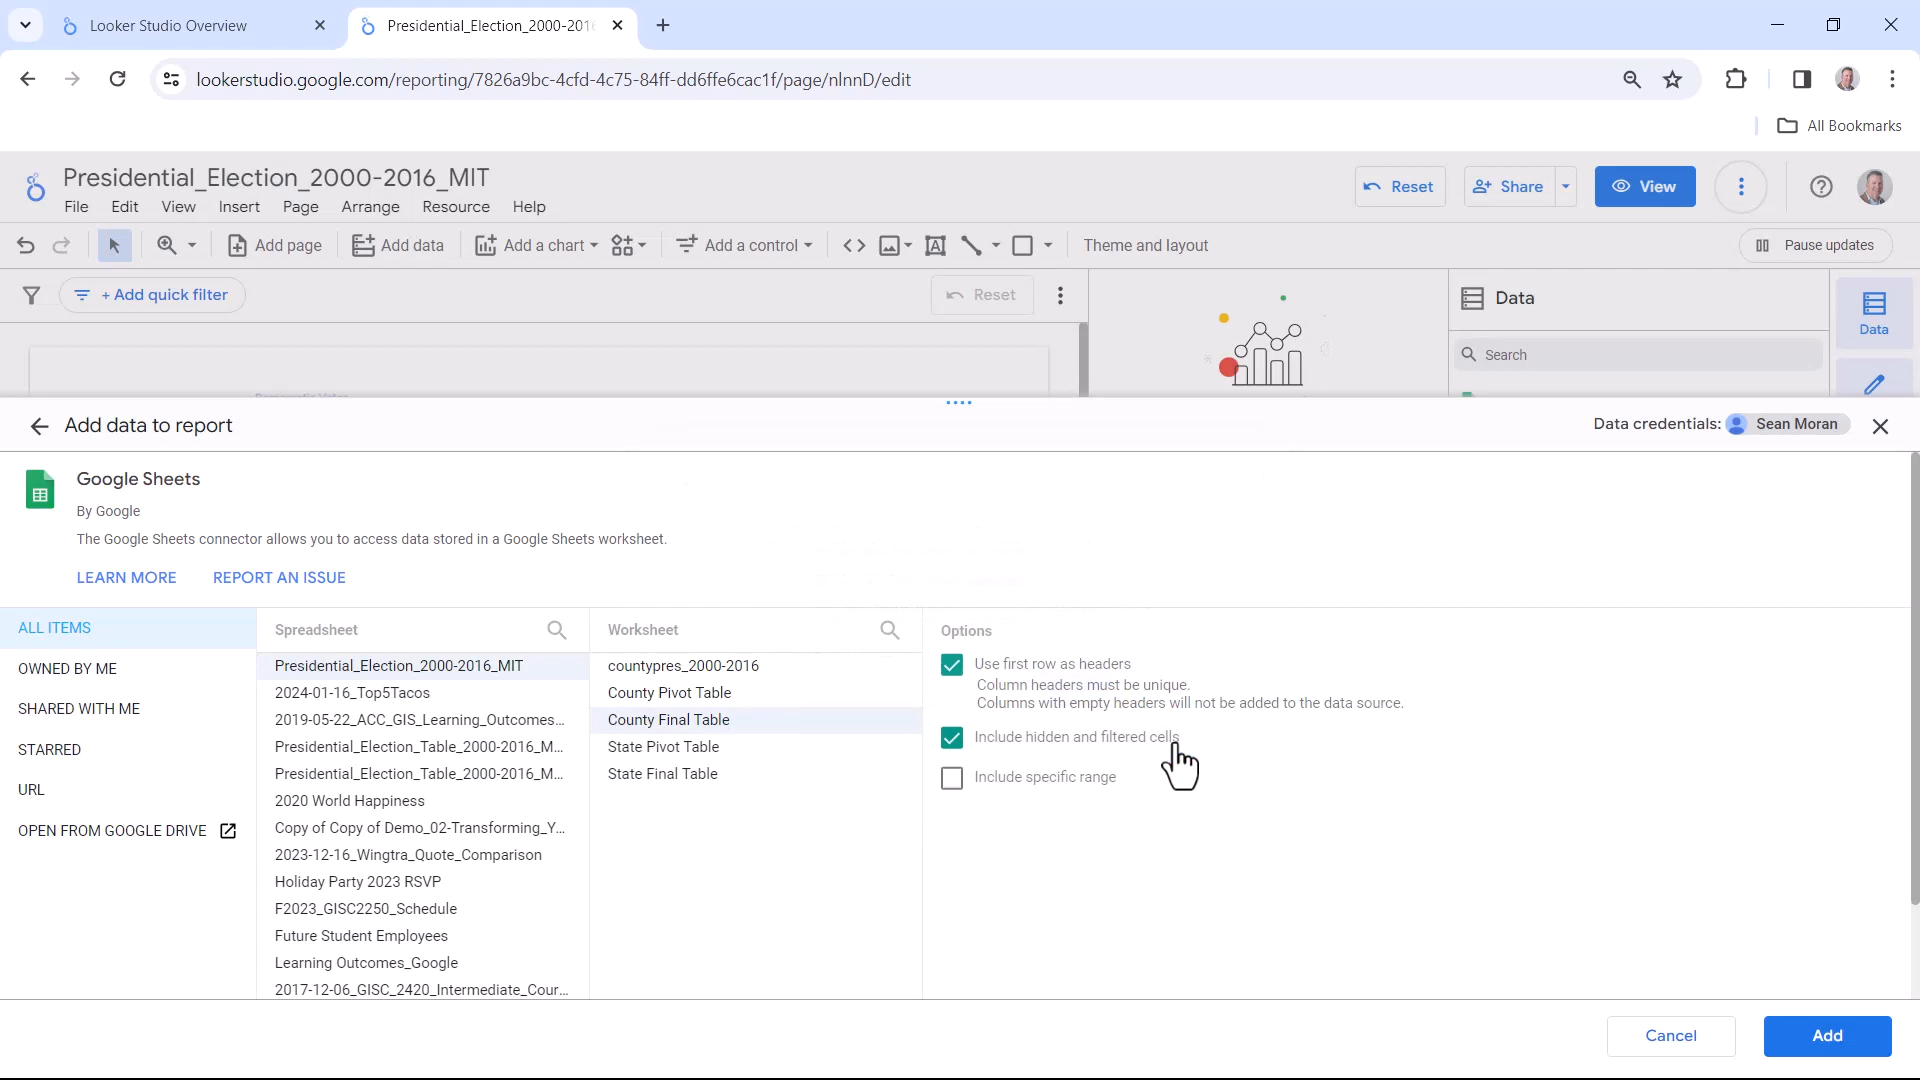 Looker Studio Overview
Presidential_Election_2000-201
lookerstudio.google.com/reporting/7826a9bc-4cfd-4c75-84ff-dd6ffe6cac1f/page/nlnnD/edit
All Bookmarks
Presidential_Election_2000-2016_MIT
Reset
Share
View
File Edit View Insert Page Arrange Resource Help
Add page
Add data
Add a chart
Add a control
Theme and layout
Pause updates
+ Add quick filter
Reset
Data
Data
Search
Add data to report
Data credentials: Sean Moran
Google Sheets
By Google
The Google Sheets connector allows you to access data stored in a Google Sheets worksheet.
LEARN MORE REPORT AN ISSUE
ALL ITEMS
OWNED BY ME
SHARED WITH ME
STARRED
URL
OPEN FROM GOOGLE DRIVE
Spreadsheet
Presidential_Election_2000-2016_MIT
2024-01-16_Top5Tacos
2019-05-22_ACC_GIS_Learning_Outcomes...
Presidential_Election_Table_2000-2016_M...
Presidential_Election_Table_2000-2016_M...
2020 World Happiness
Copy of Copy of Demo_02-Transforming_Y...
2023-12-16_Wingtra_Quote_Comparison
Holiday Party 2023 RSVP
F2023_GISC2250_Schedule
Future Student Employees
Learning Outcomes_Google
2017-12-06_GISC_2420_Intermediate_Cour...
Worksheet
countypres_2000-2016
County Pivot Table
County Final Table
State Pivot Table
State Final Table
Options
Use first row as headers
Column headers must be unique.
Columns with empty headers will not be added to the data source.
Include hidden and filtered cells
Include specific range
Cancel
Add